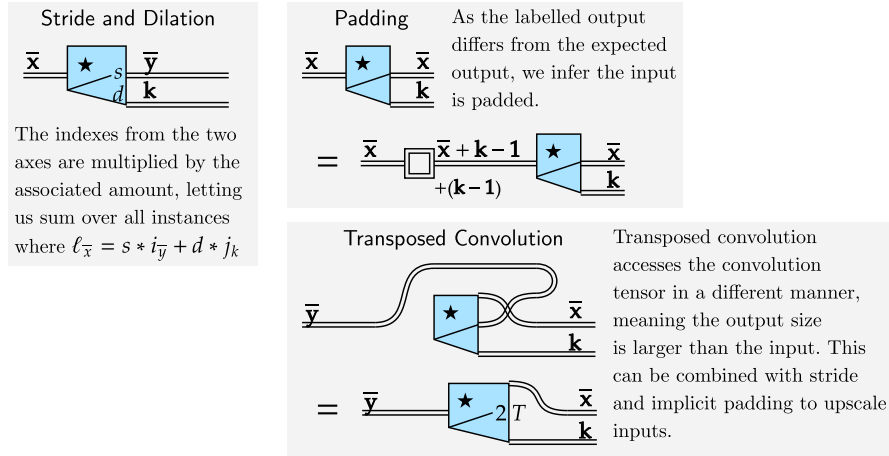 Stride and Dilation
x̅ ★ s y̅
d k
The indexes from the two
axes are multiplied by the
associated amount, letting
us sum over all instances
where ℓ_x̅ = s * i_y̅ + d * j_k
Padding
x̅ ★ x̅
k
As the labelled output
differs from the expected
output, we infer the input
is padded.
= x̅ x̅ + k − 1 ★ x̅
+(k−1) k
Transposed Convolution
y̅ ★ x̅
k
= y̅ ★ 2 T x̅
k
Transposed convolution
accesses the convolution
tensor in a different manner,
meaning the output size
is larger than the input. This
can be combined with stride
and implicit padding to upscale
inputs.